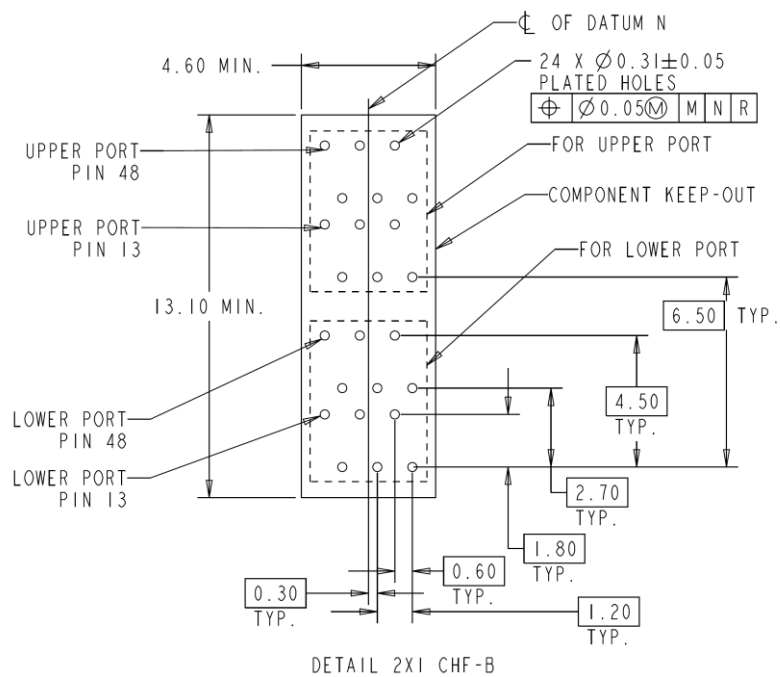 ℄ OF DATUM N
4.60 MIN.
24 X ∅0.31±0.05
PLATED HOLES
⌖ ∅0.05Ⓜ M N R
UPPER PORT
PIN 48
FOR UPPER PORT
COMPONENT KEEP-OUT
UPPER PORT
PIN 13
FOR LOWER PORT
13.10 MIN.
6.50 TYP.
4.50
TYP.
LOWER PORT
PIN 48
LOWER PORT
PIN 13
2.70
TYP.
1.80
TYP.
0.60
TYP.
0.30
TYP.
1.20
TYP.
DETAIL 2X1 CHF-B